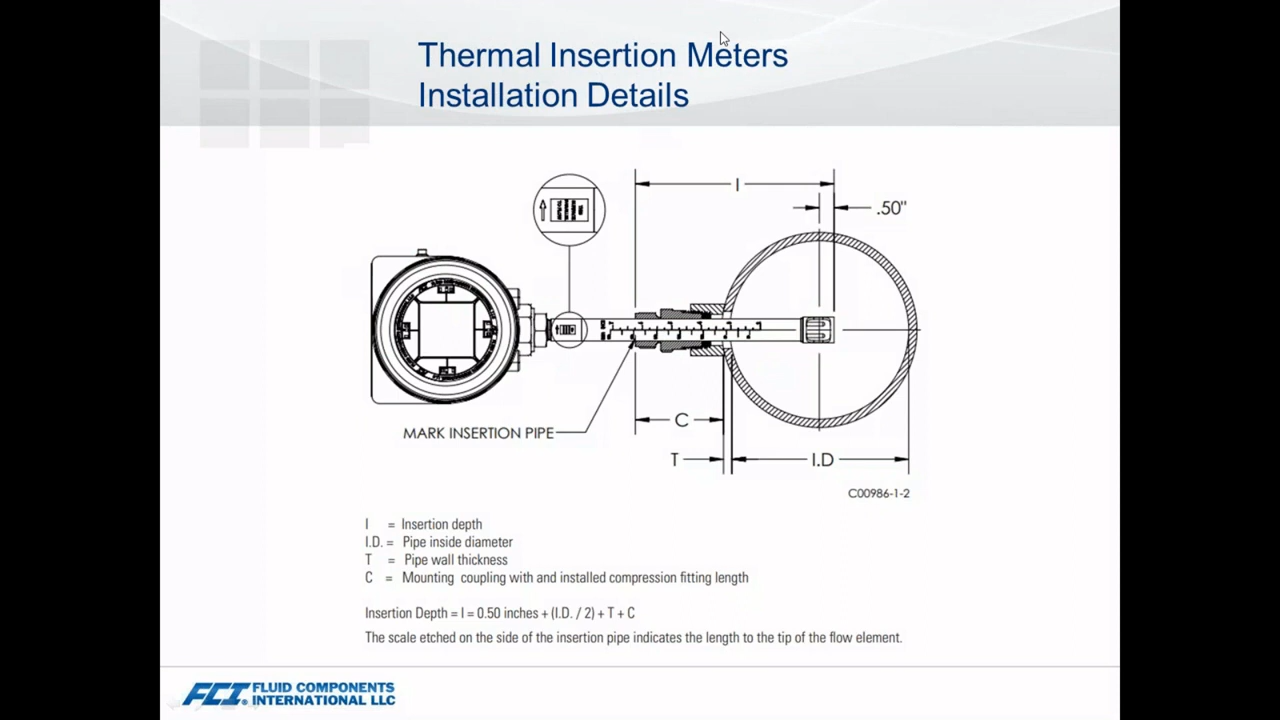 Thermal Insertion Meters
Installation Details
I
.50"
MARK INSERTION PIPE
C
T
I.D
C00986-1-2
I = Insertion depth
I.D. = Pipe inside diameter
T = Pipe wall thickness
C = Mounting coupling with and installed compression fitting length
Insertion Depth = I = 0.50 inches + (I.D. / 2) + T + C
The scale etched on the side of the insertion pipe indicates the length to the tip of the flow element.
FCI® FLUID COMPONENTS
INTERNATIONAL LLC